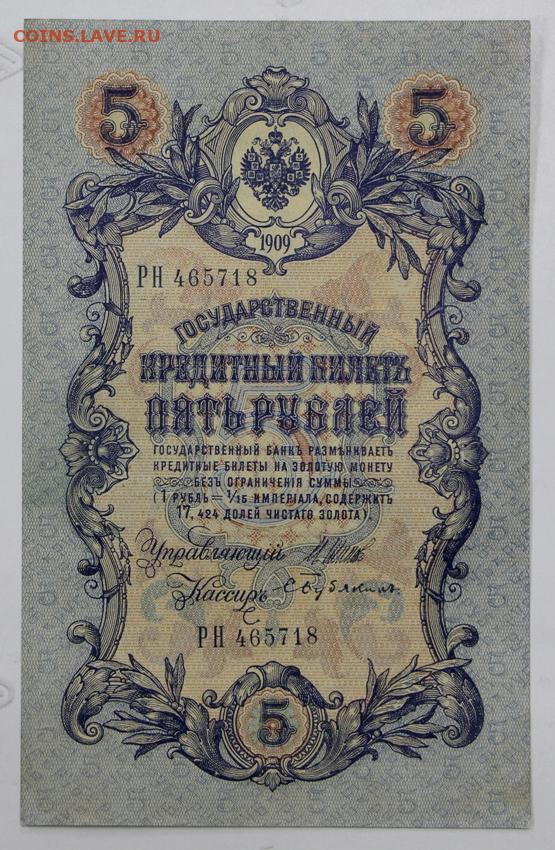 COINS.LAVE.RU
5 5
1909
РН 465718
ГОСУДАРСТВЕННЫЙ
КРЕДИТНЫЙ БИЛЕТЪ
ПЯТЬ РУБЛЕЙ
ГОСУДАРСТВЕННЫЙ БАНКЪ РАЗМѢНИВАЕТЪ
КРЕДИТНЫЕ БИЛЕТЫ НА ЗОЛОТУЮ МОНЕТУ
БЕЗЪ ОГРАНИЧЕНІЯ СУММЫ
(1 РУБЛЬ = 1/15 ИМПЕРІАЛА, СОДЕРЖИТЪ
17,424 ДОЛЕЙ ЧИСТАГО ЗОЛОТА).
Управляющій
Кассиръ
РН 465718
5